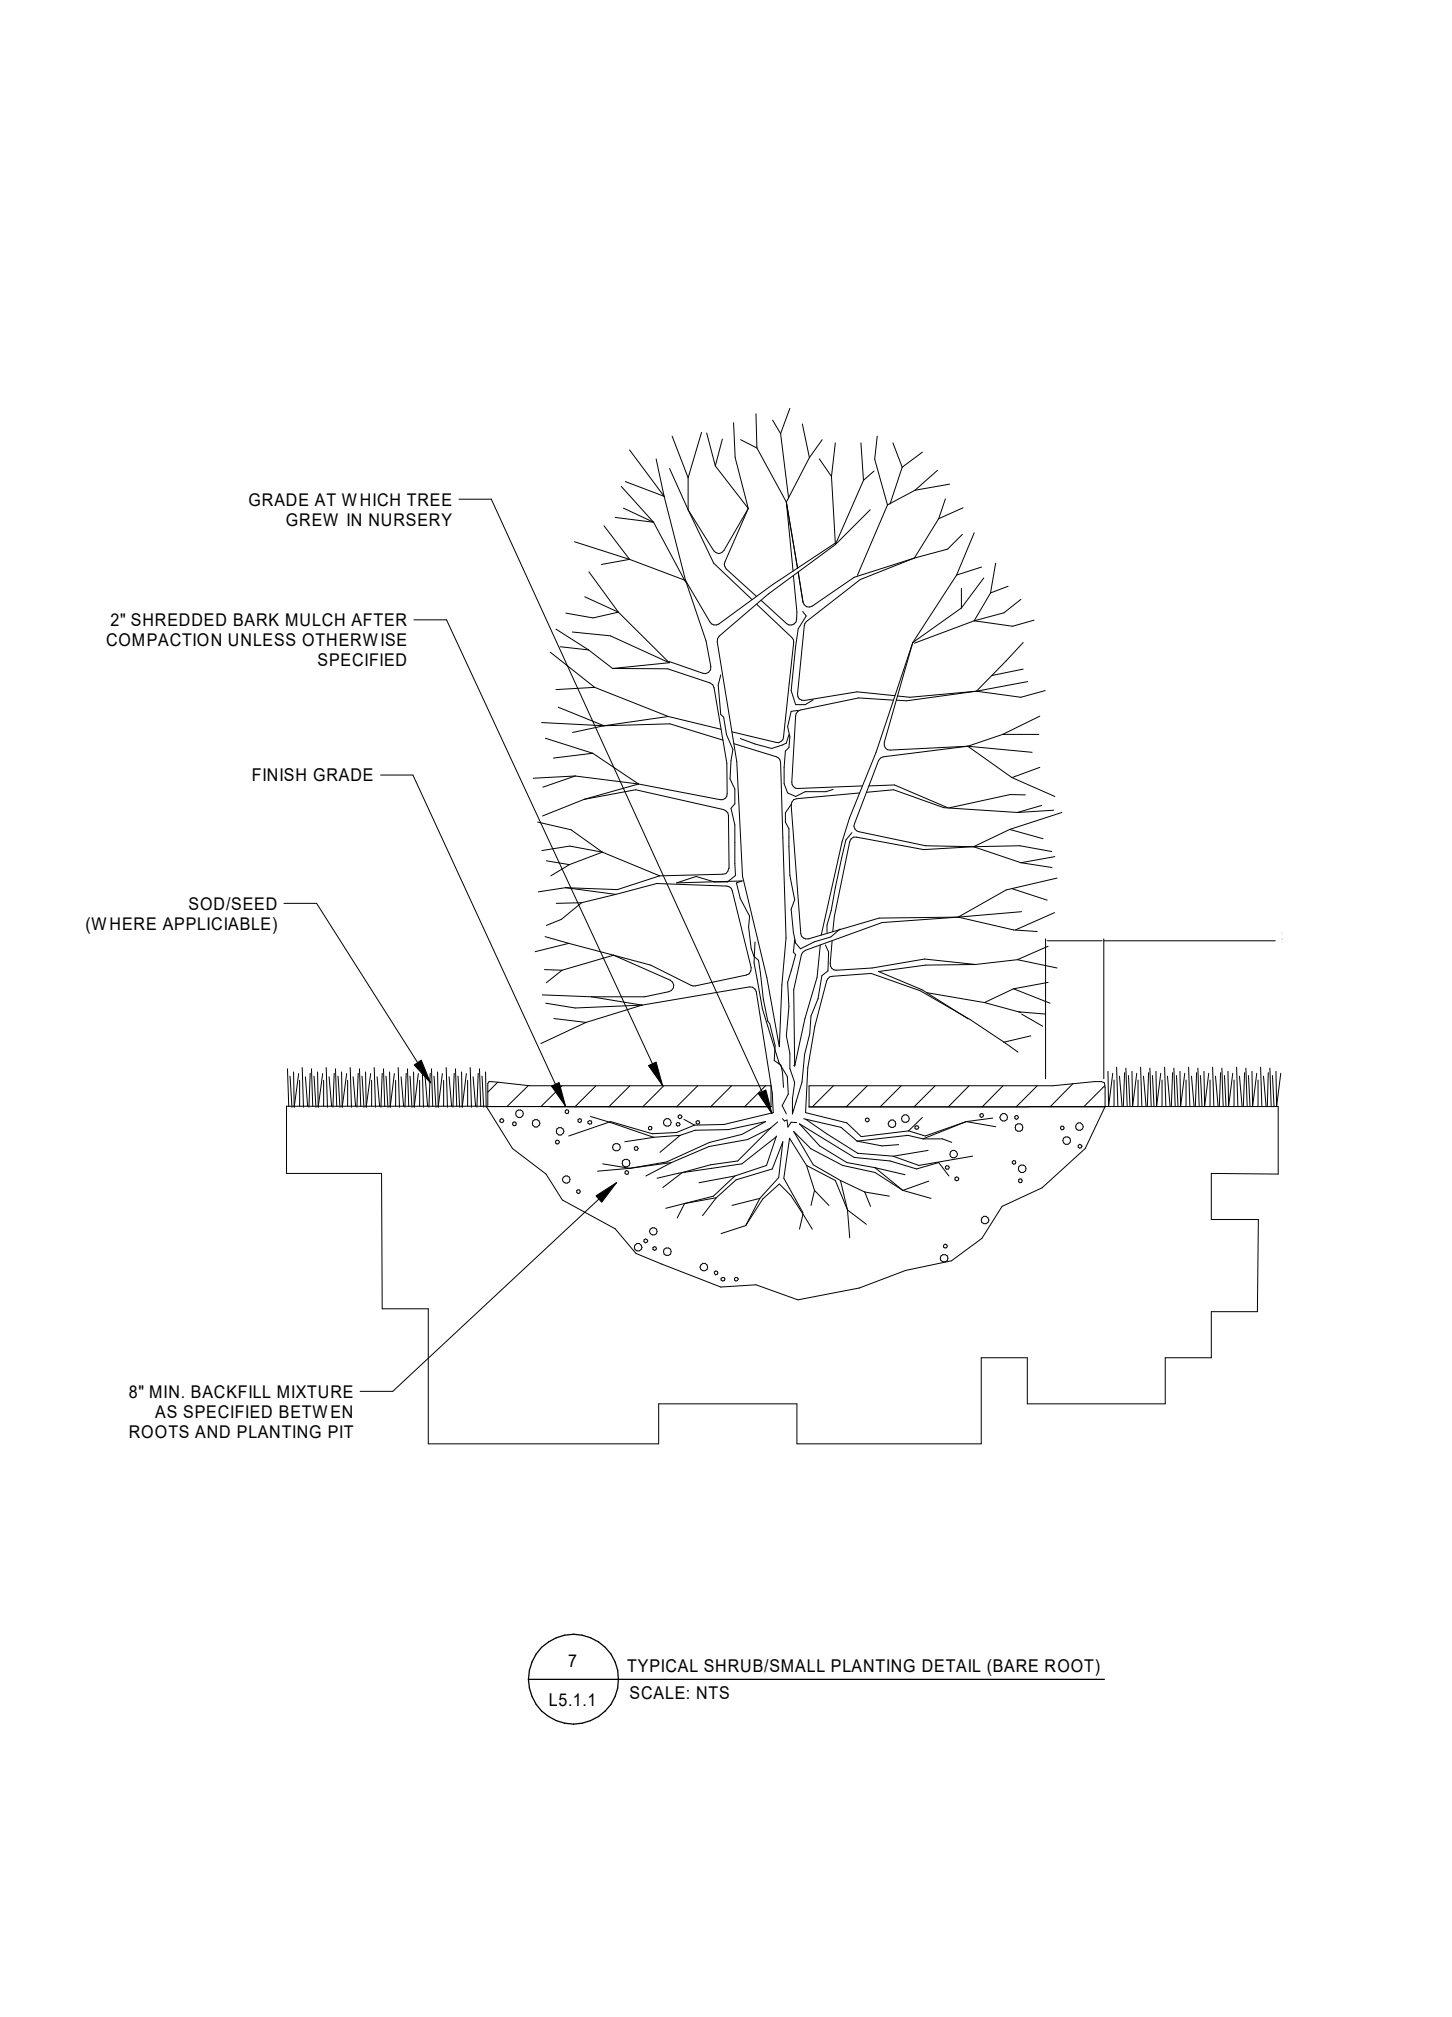 GRADE AT WHICH TREE
GREW IN NURSERY
2" SHREDDED BARK MULCH AFTER
COMPACTION UNLESS OTHERWISE
SPECIFIED
FINISH GRADE
SOD/SEED
(WHERE APPLICIABLE)
8" MIN. BACKFILL MIXTURE
AS SPECIFIED BETWEN
ROOTS AND PLANTING PIT
7
L5.1.1
TYPICAL SHRUB/SMALL PLANTING DETAIL (BARE ROOT)
SCALE: NTS